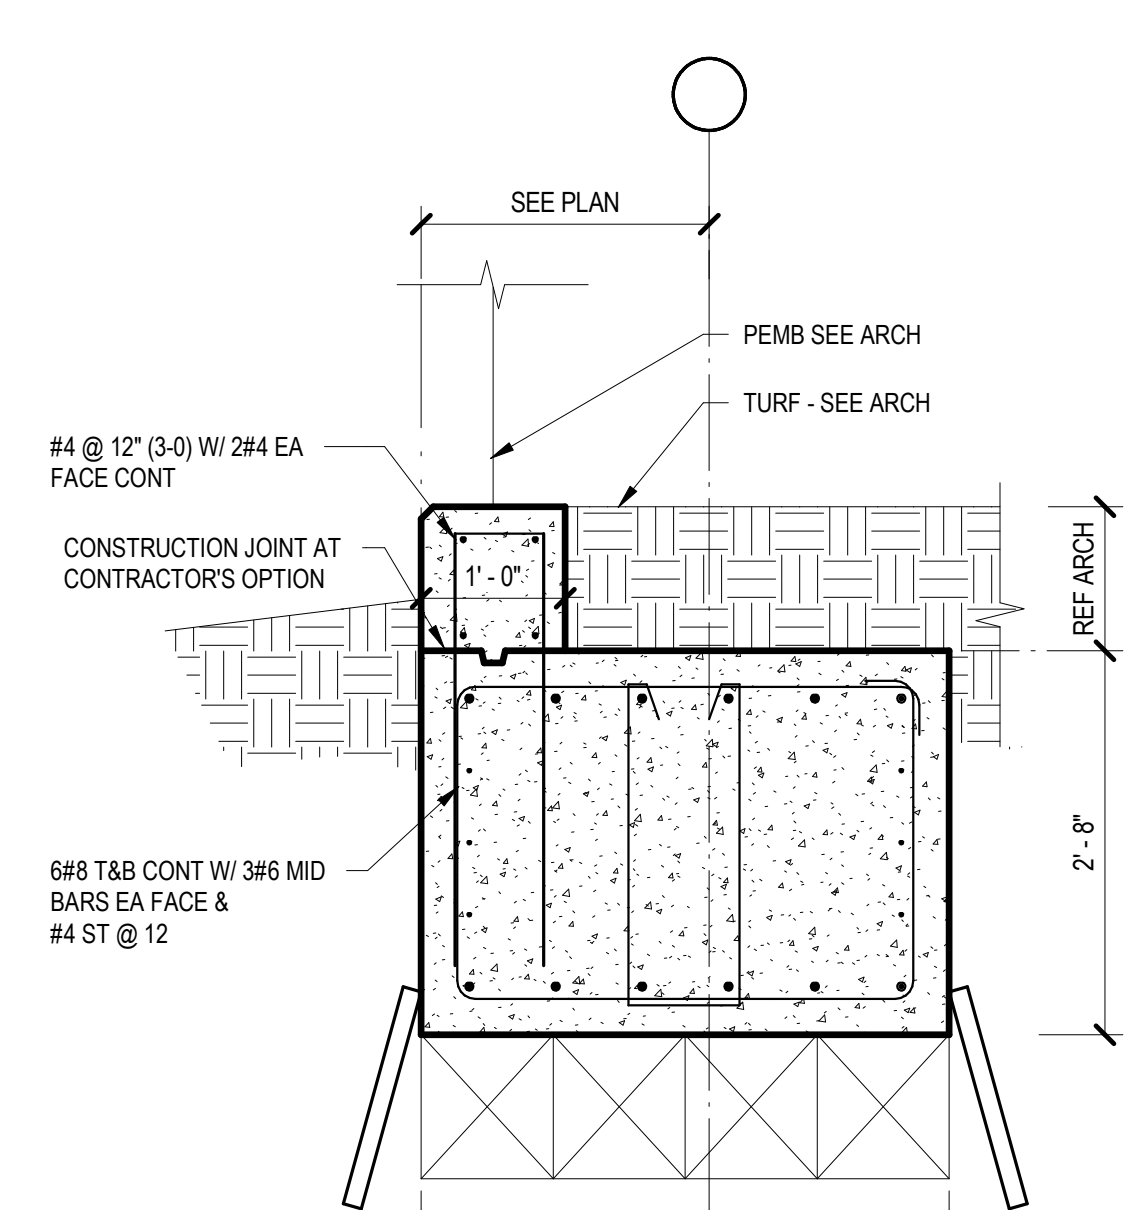 SEE PLAN
PEMB SEE ARCH
TURF - SEE ARCH
#4 @ 12" (3-0) W/ 2#4 EA
FACE CONT
CONSTRUCTION JOINT AT
CONTRACTOR'S OPTION
1' - 0"
REF ARCH
2' - 8"
6#8 T&B CONT W/ 3#6 MID
BARS EA FACE &
#4 ST @ 12